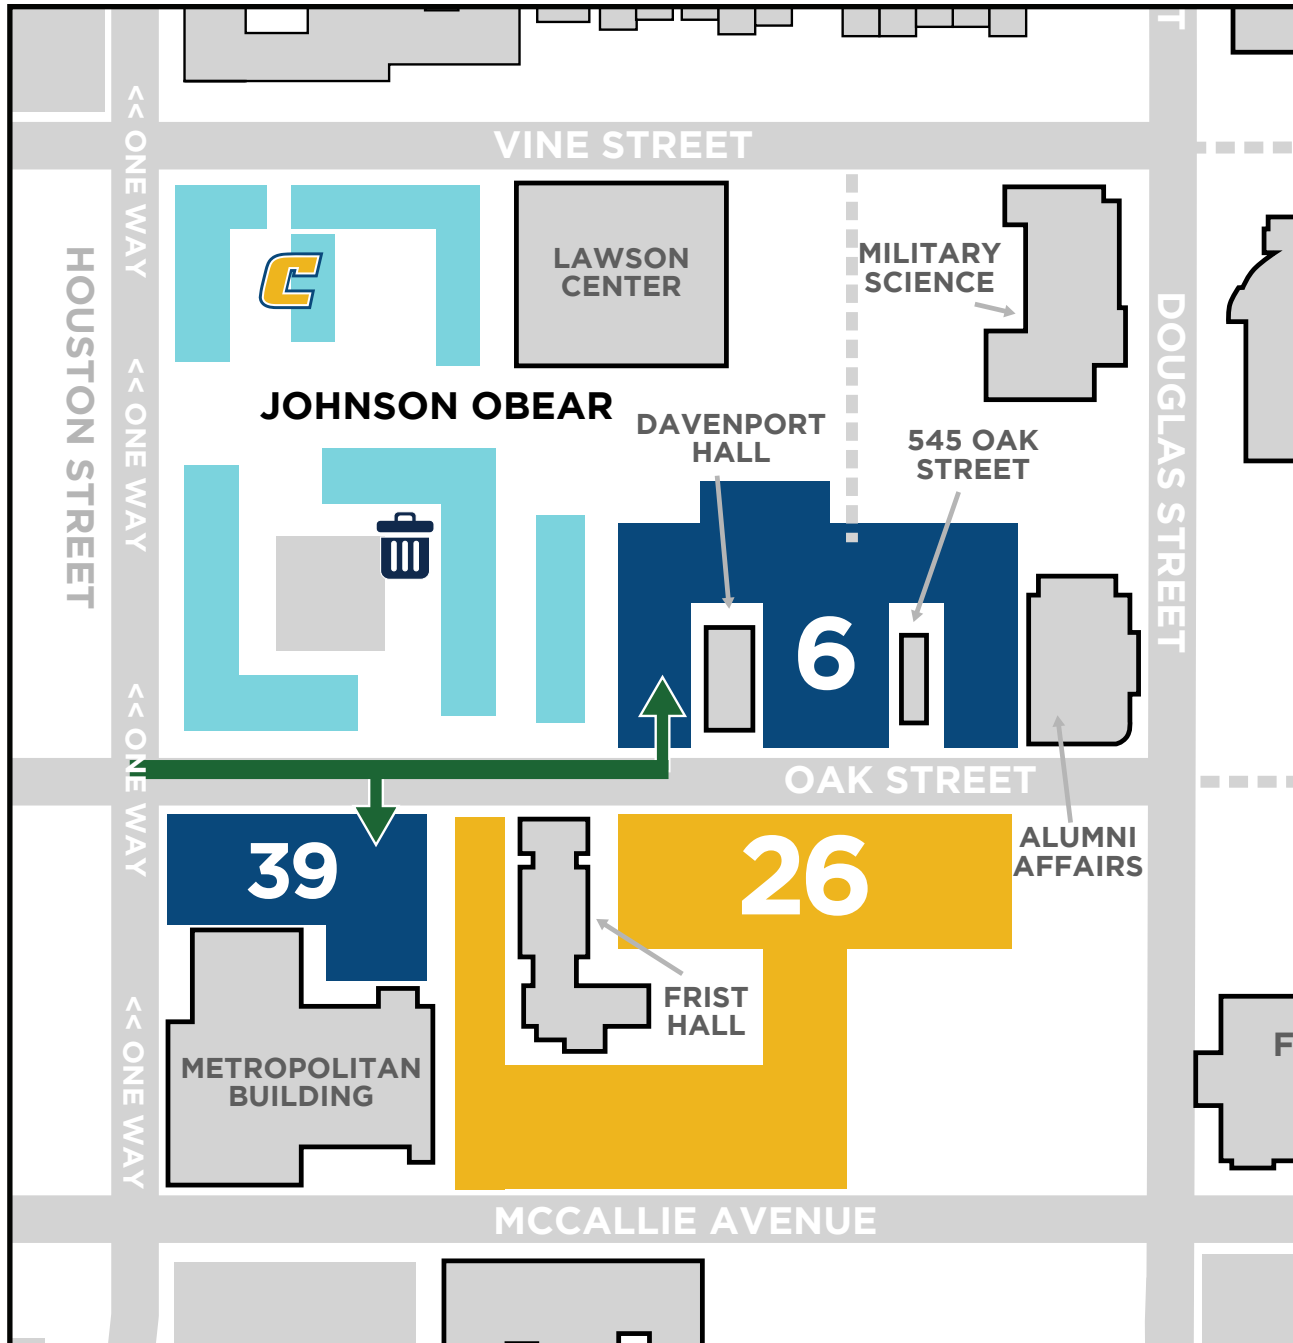 T
<< ONE WAY
VINE STREET
HOUSTON STREET
C
LAWSON
CENTER
MILITARY
SCIENCE
DOUGLAS STREET
<< ONE WAY
JOHNSON OBEAR
DAVENPORT
HALL
545 OAK
STREET
6
<< ONE WAY
OAK STREET
39
26
ALUMNI
AFFAIRS
FRIST
HALL
<< ONE WAY
METROPOLITAN
BUILDING
F
MCCALLIE AVENUE